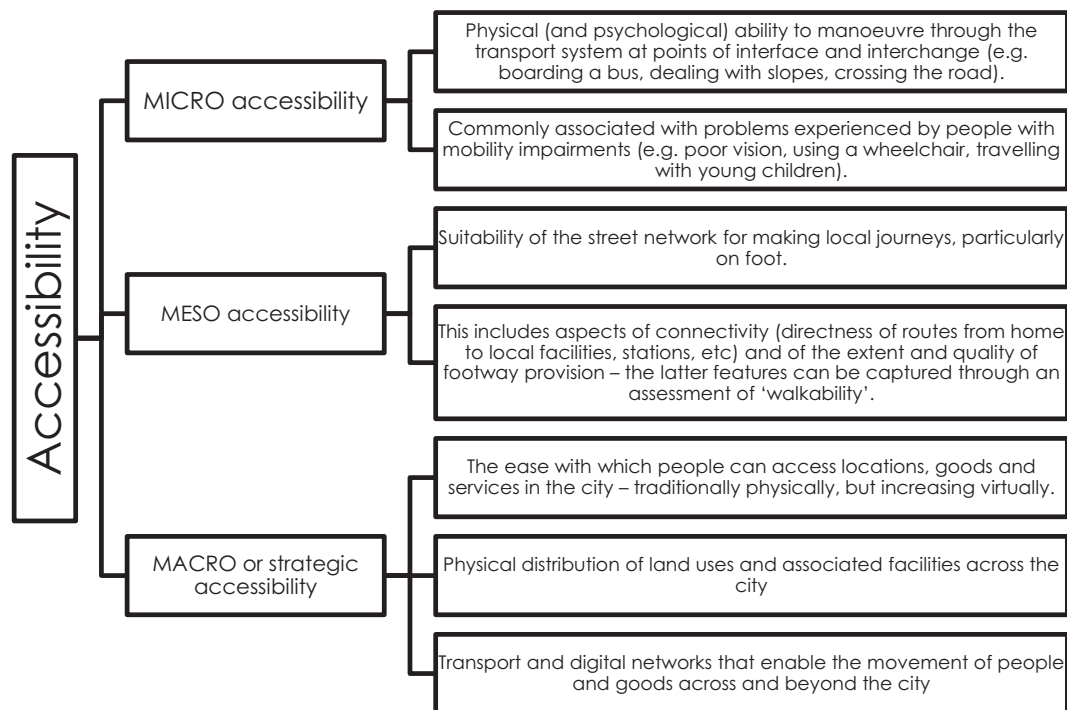 Accessibility
MICRO accessibility
Physical (and psychological) ability to manoeuvre through the
transport system at points of interface and interchange (e.g.
boarding a bus, dealing with slopes, crossing the road).
Commonly associated with problems experienced by people with
mobility impairments (e.g. poor vision, using a wheelchair, travelling
with young children).
MESO accessibility
Suitability of the street network for making local journeys, particularly
on foot.
This includes aspects of connectivity (directness of routes from home
to local facilities, stations, etc) and of the extent and quality of
footway provision – the latter features can be captured through an
assessment of ‘walkability’.
MACRO or strategic
accessibility
The ease with which people can access locations, goods and
services in the city – traditionally physically, but increasing virtually.
Physical distribution of land uses and associated facilities across the
city
Transport and digital networks that enable the movement of people
and goods across and beyond the city